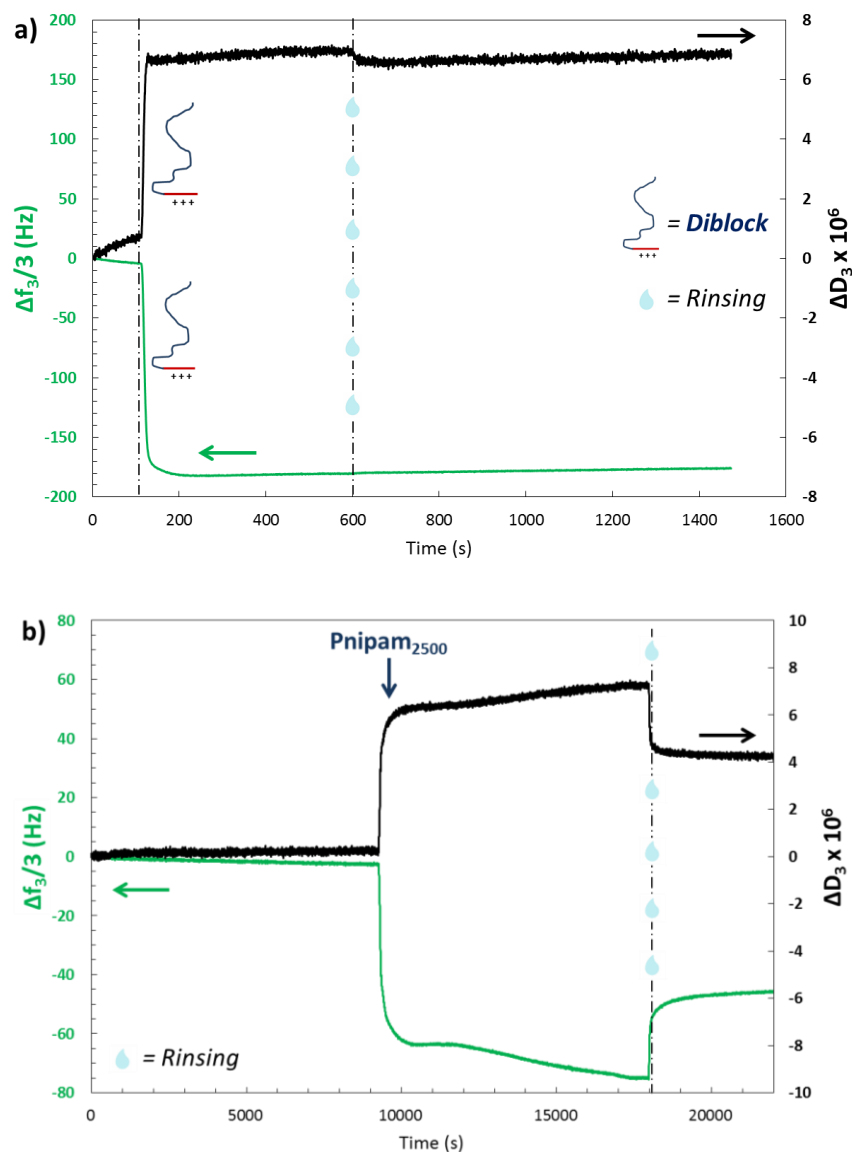 a)
200
150
100
50
0
-50
-100
-150
-200
Δf₃/3 (Hz)
+++
+++
+++
= Diblock
= Rinsing
8
6
4
2
0
-2
-4
-6
-8
ΔD₃ x 10⁶
0 200 400 600 800 1000 1200 1400 1600
Time (s)
b)
80
60
40
20
0
-20
-40
-60
-80
Δf₃/3 (Hz)
Pnipam₂₅₀₀
= Rinsing
10
8
6
4
2
0
-2
-4
-6
-8
-10
ΔD₃ x 10⁶
0 5000 10000 15000 20000
Time (s)